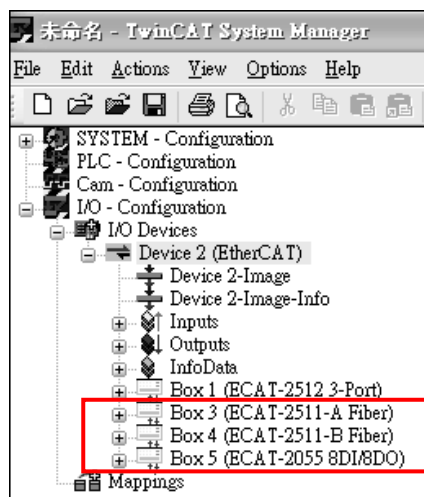 未命名 - TwinCAT System Manager
File Edit Actions View Options Help
SYSTEM - Configuration
PLC - Configuration
Cam - Configuration
I/O - Configuration
I/O Devices
Device 2 (EtherCAT)
Device 2-Image
Device 2-Image-Info
Inputs
Outputs
InfoData
Box 1 (ECAT-2512 3-Port)
Box 3 (ECAT-2511-A Fiber)
Box 4 (ECAT-2511-B Fiber)
Box 5 (ECAT-2055 8DI/8DO)
Mappings